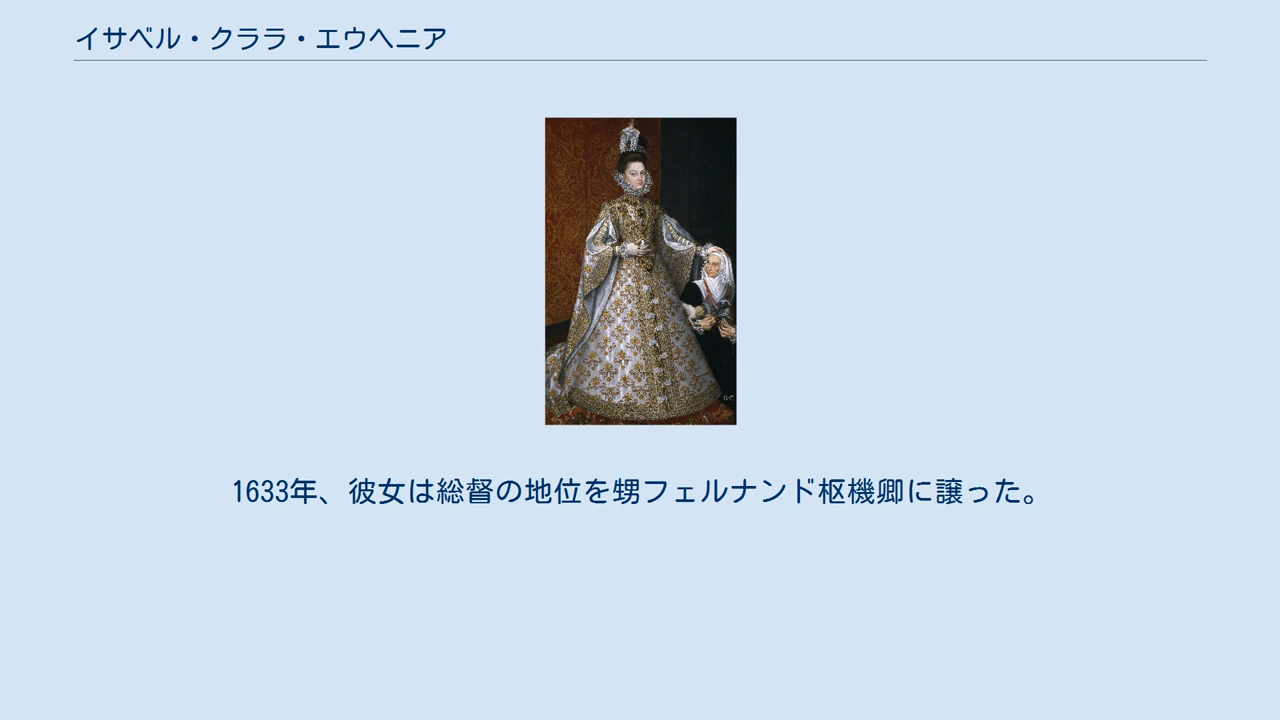 イサベル・クララ・エウヘニア
1633年、彼女は総督の地位を甥フェルナンド枢機卿に譲った。